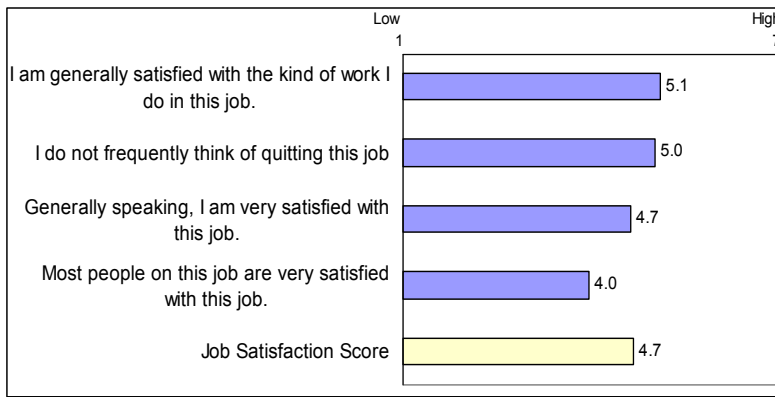 Low
High
1
7
I am generally satisfied with the kind of work I
do in this job.
5.1
I do not frequently think of quitting this job
5.0
Generally speaking, I am very satisfied with
this job.
4.7
Most people on this job are very satisfied
with this job.
4.0
Job Satisfaction Score
4.7